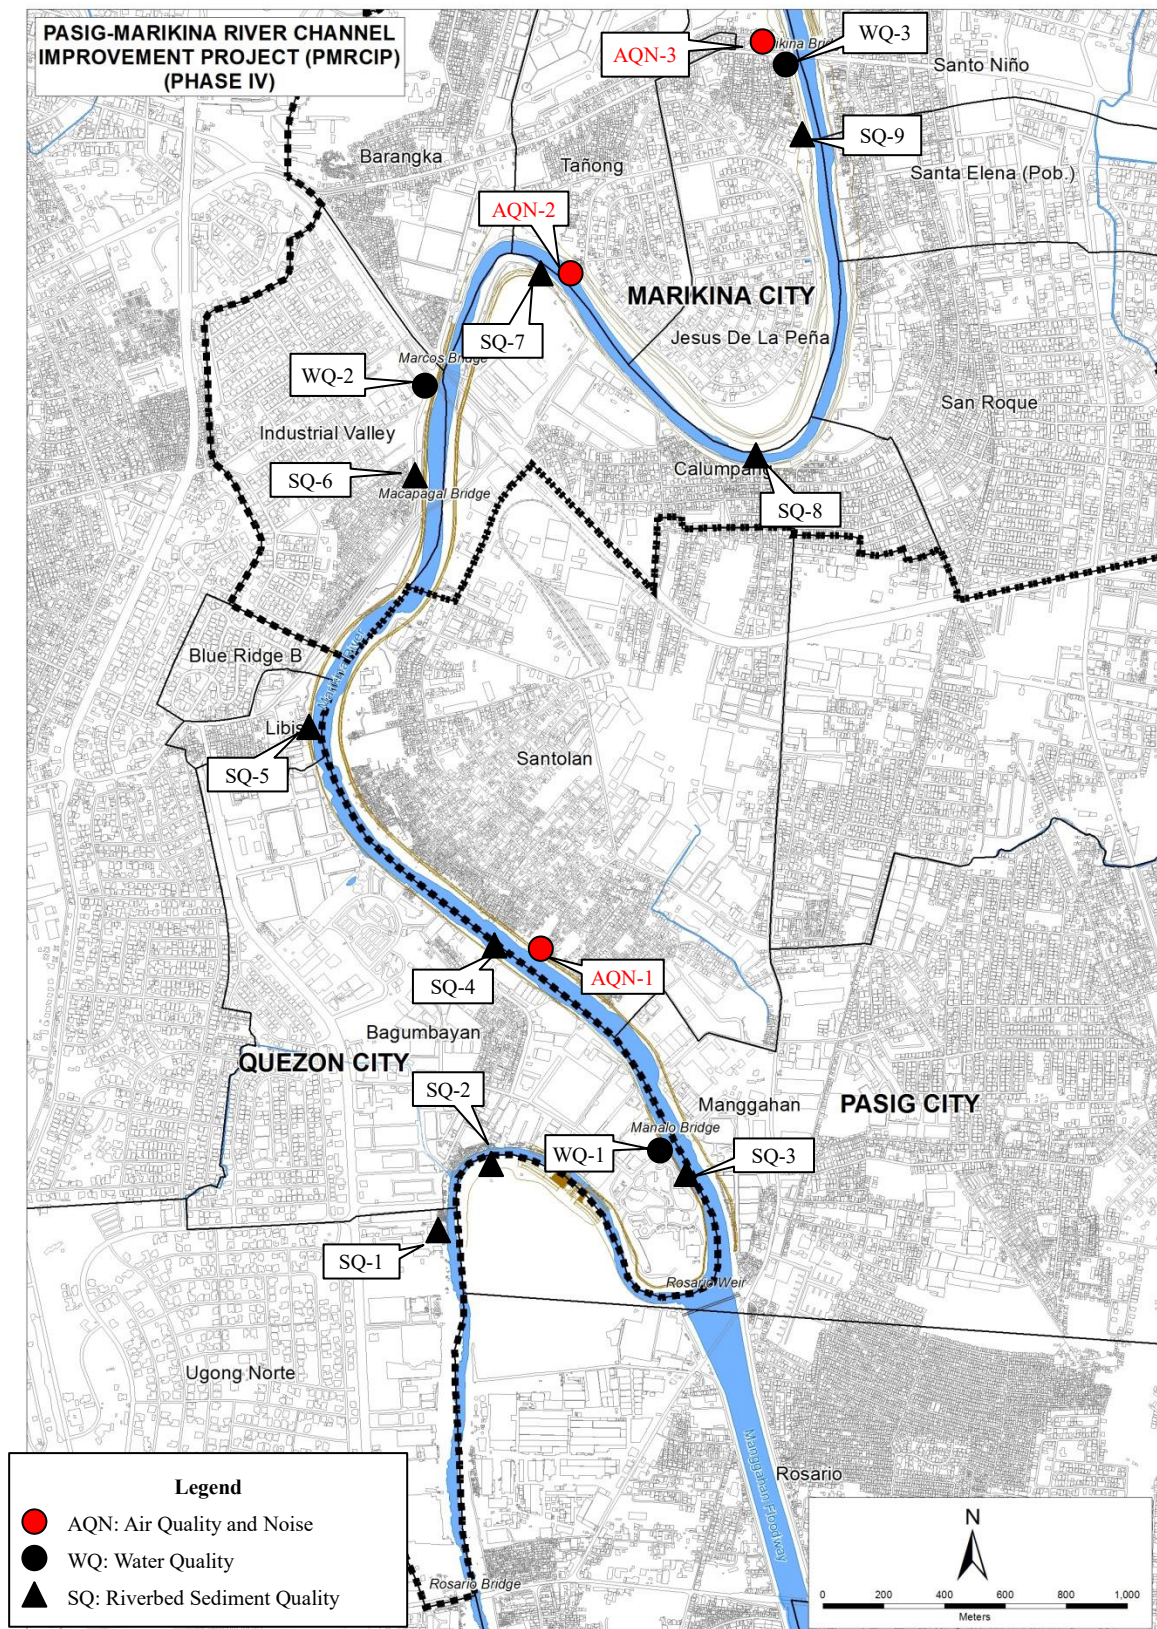 PASIG-MARIKINA RIVER CHANNEL
IMPROVEMENT PROJECT (PMRCIP)
(PHASE IV)
AQN-3
WQ-3
Santo Niño
SQ-9
Barangka
Tañong
Santa Elena (Pob.)
AQN-2
MARIKINA CITY
SQ-7
Jesus De La Peña
Marcos Bridge
WQ-2
San Roque
Industrial Valley
Calumpang
SQ-6
Macapagal Bridge
SQ-8
Marikina River
Blue Ridge B
Libis
Santolan
SQ-5
SQ-4
AQN-1
Bagumbayan
QUEZON CITY
SQ-2
Manggahan
PASIG CITY
Manalo Bridge
WQ-1
SQ-3
SQ-1
Rosario Weir
Ugong Norte
Rosario
Manggahan Floodway
Rosario Bridge
Legend
AQN: Air Quality and Noise
WQ: Water Quality
SQ: Riverbed Sediment Quality
N
0 200 400 600 800 1,000
Meters